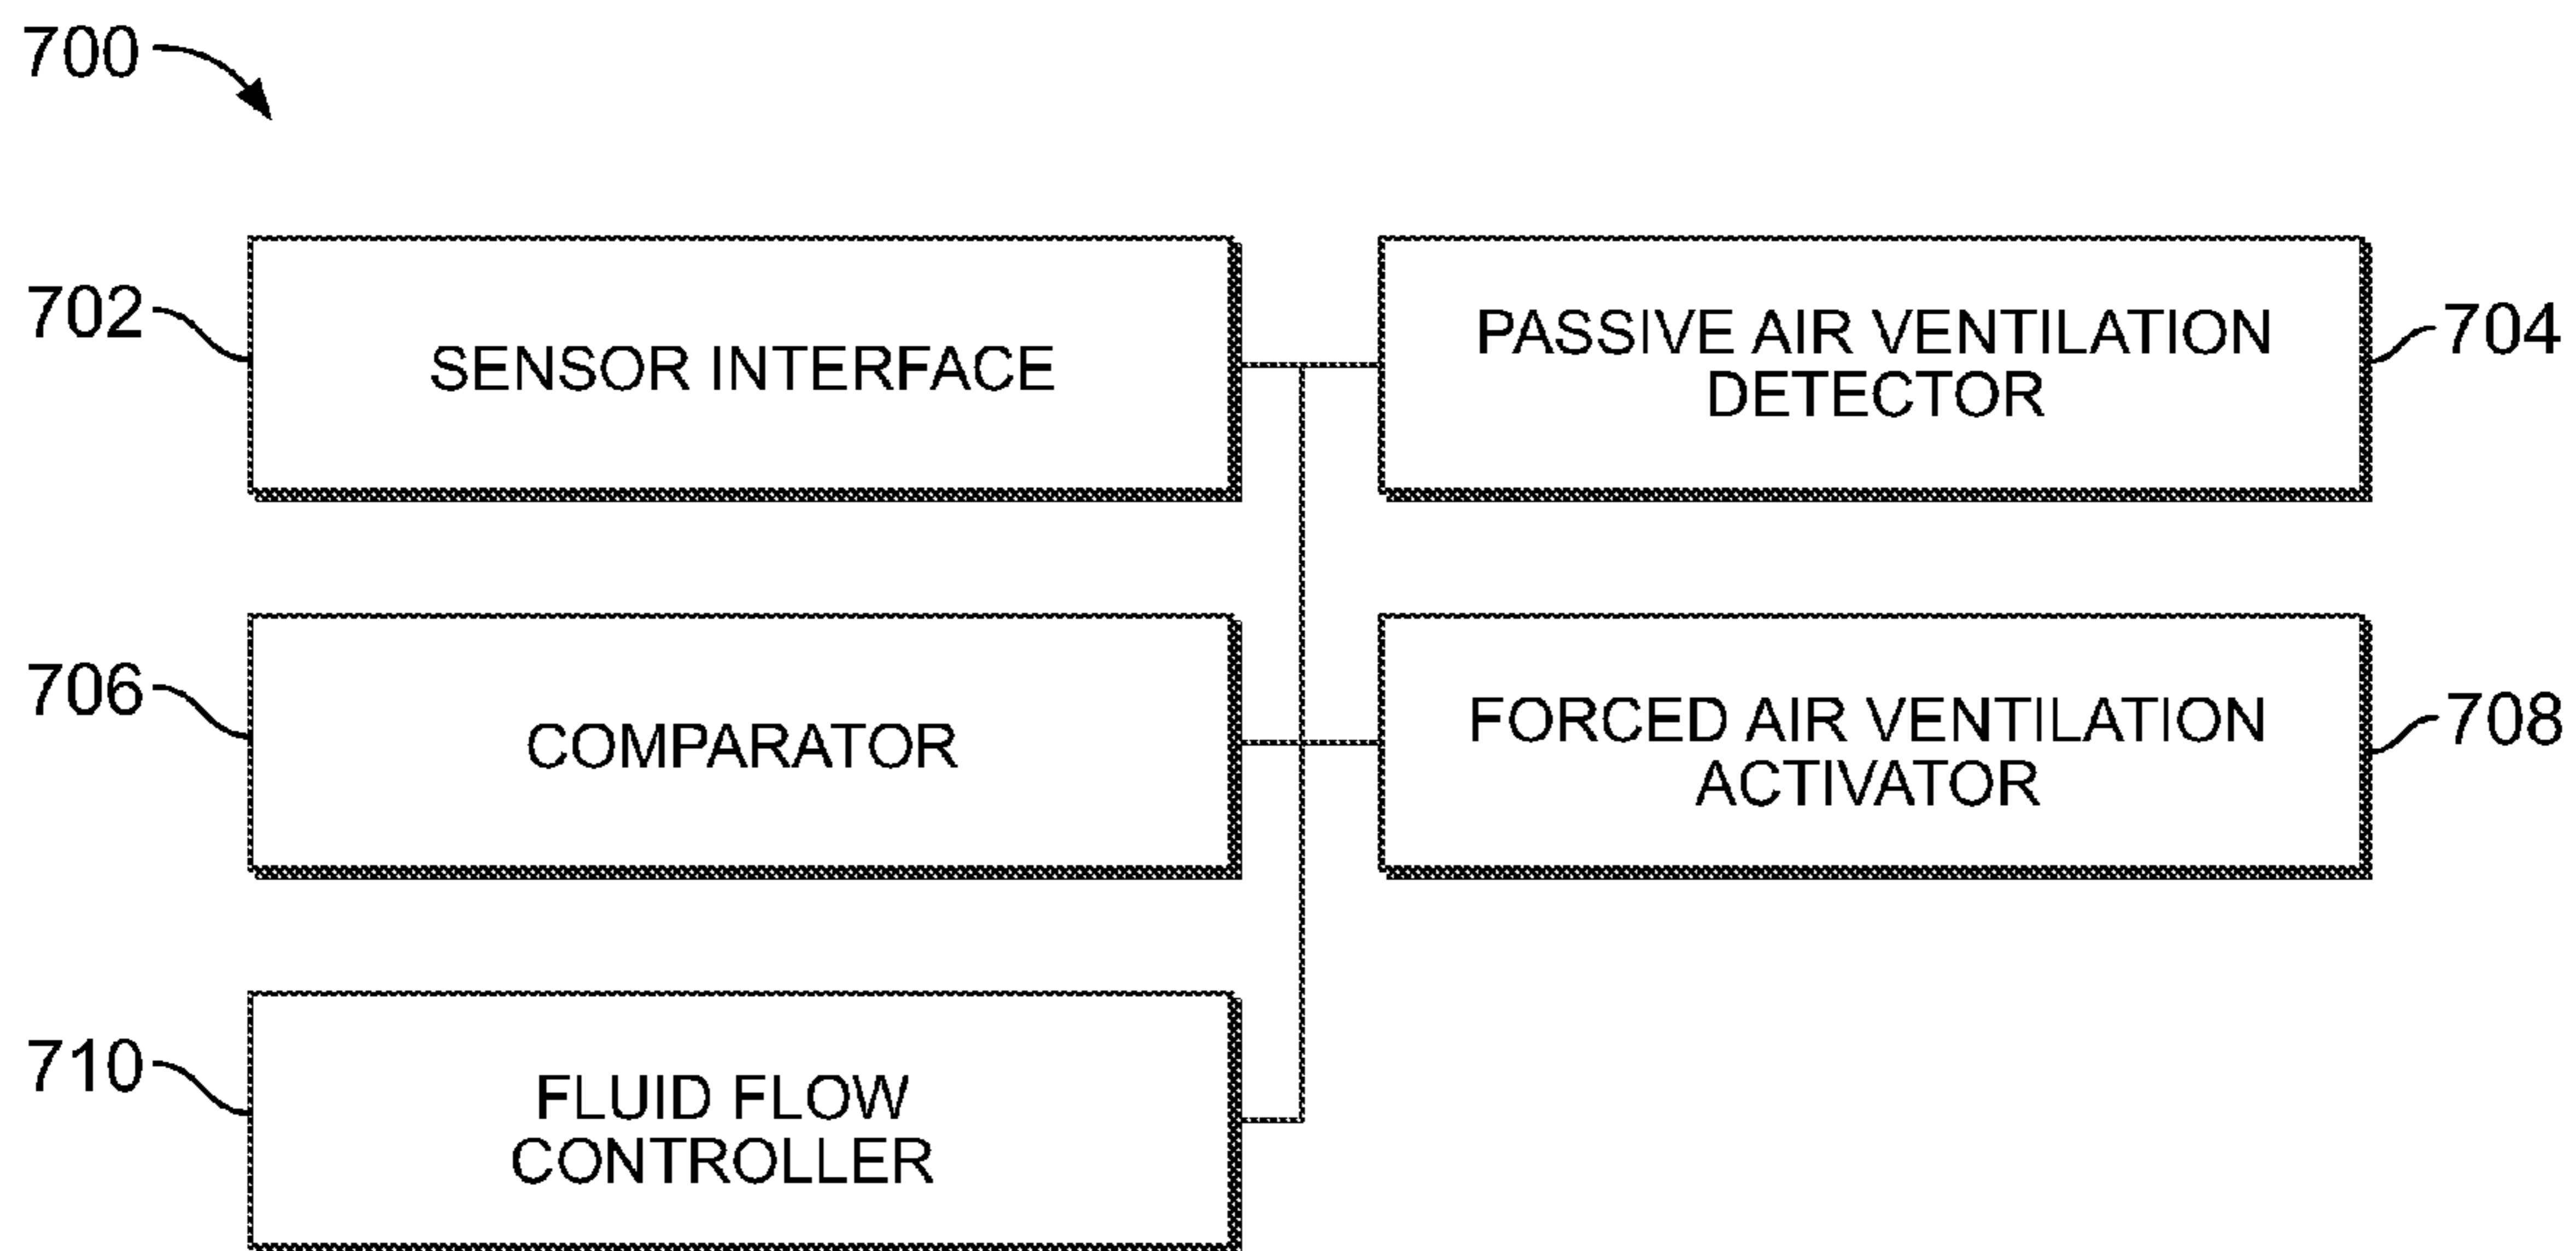 700
702
SENSOR INTERFACE
PASSIVE AIR VENTILATION
DETECTOR
704
706
COMPARATOR
FORCED AIR VENTILATION
ACTIVATOR
708
710
FLUID FLOW
CONTROLLER